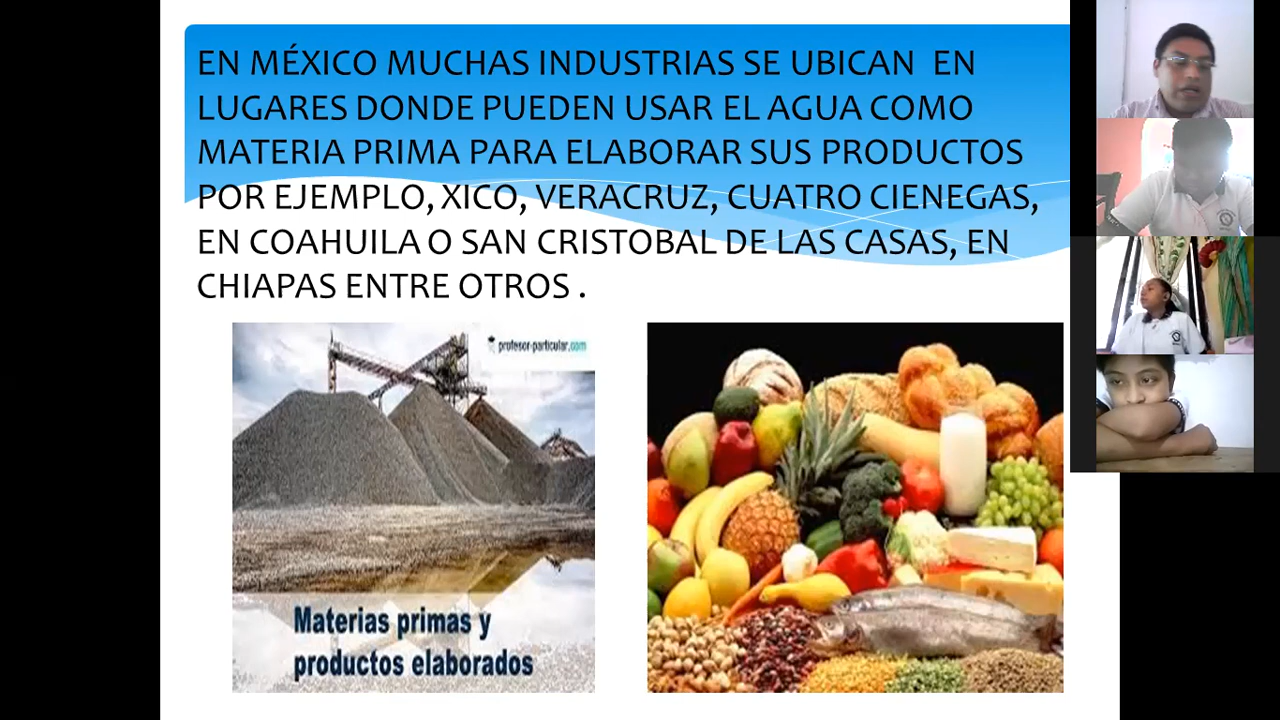 EN MÉXICO MUCHAS INDUSTRIAS SE UBICAN EN
LUGARES DONDE PUEDEN USAR EL AGUA COMO
MATERIA PRIMA PARA ELABORAR SUS PRODUCTOS
POR EJEMPLO, XICO, VERACRUZ, CUATRO CIENEGAS,
EN COAHUILA O SAN CRISTOBAL DE LAS CASAS, EN
CHIAPAS ENTRE OTROS .
profesor-particular.com
Materias primas y
productos elaborados